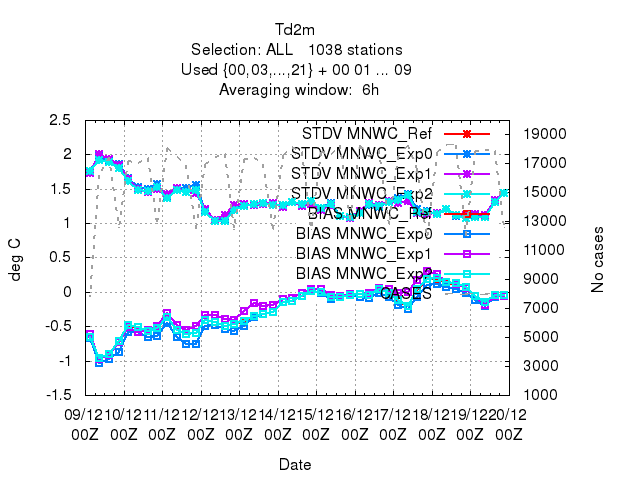 Td2m
Selection: ALL   1038 stations
Used {00,03,...,21} + 00 01 ... 09
Averaging window:  6h
2.5
2
1.5
1
0.5
0
-0.5
-1
-1.5
deg C
STDV MNWC_Ref
STDV MNWC_Exp0
STDV MNWC_Exp1
STDV MNWC_Exp2
BIAS MNWC_Ref
BIAS MNWC_Exp0
BIAS MNWC_Exp1
BIAS MNWC_Exp2
CASES
19000
17000
15000
13000
11000
9000
7000
5000
3000
1000
No cases
09/12 10/12 11/12 12/12 13/12 14/12 15/12 16/12 17/12 18/12 19/12 20/12
00Z 00Z 00Z 00Z 00Z 00Z 00Z 00Z 00Z 00Z 00Z 00Z
Date